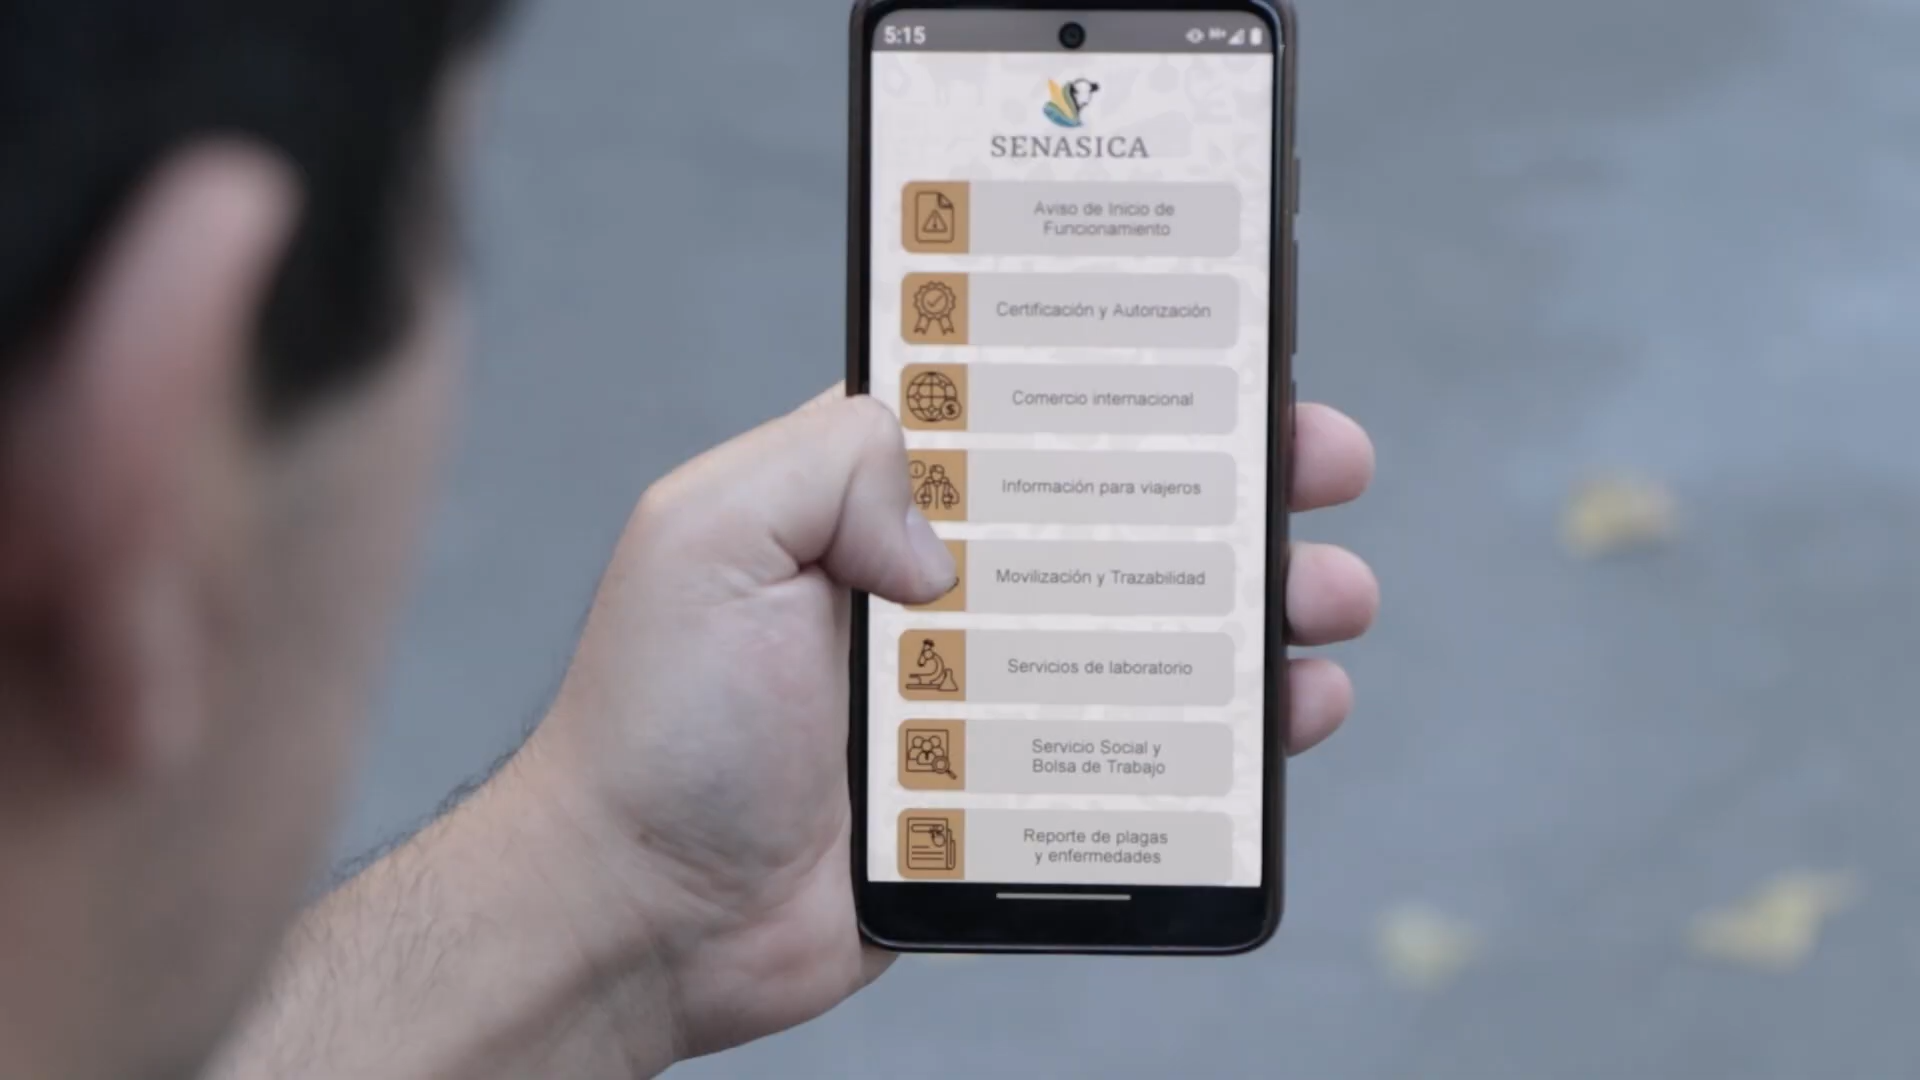 5:15
SENASICA
Aviso de Inicio de
Funcionamiento
Certificación y Autorización
Comercio internacional
Información para viajeros
Movilización y Trazabilidad
Servicios de laboratorio
Servicio Social y
Bolsa de Trabajo
Reporte de plagas
y enfermedades